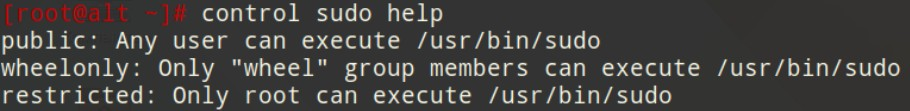 [root@alt ~]# control sudo help
public: Any user can execute /usr/bin/sudo
wheelonly: Only "wheel" group members can execute /usr/bin/sudo
restricted: Only root can execute /usr/bin/sudo